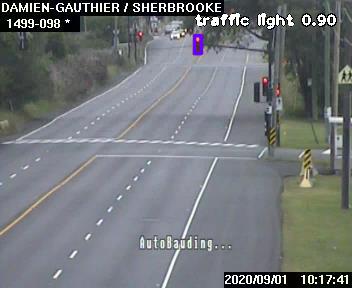 DAMIEN-GAUTHIER / SHERBROOKE
1499-098 *
traffic light 0.90
AutoBauding...
2020/09/01 10:17:41